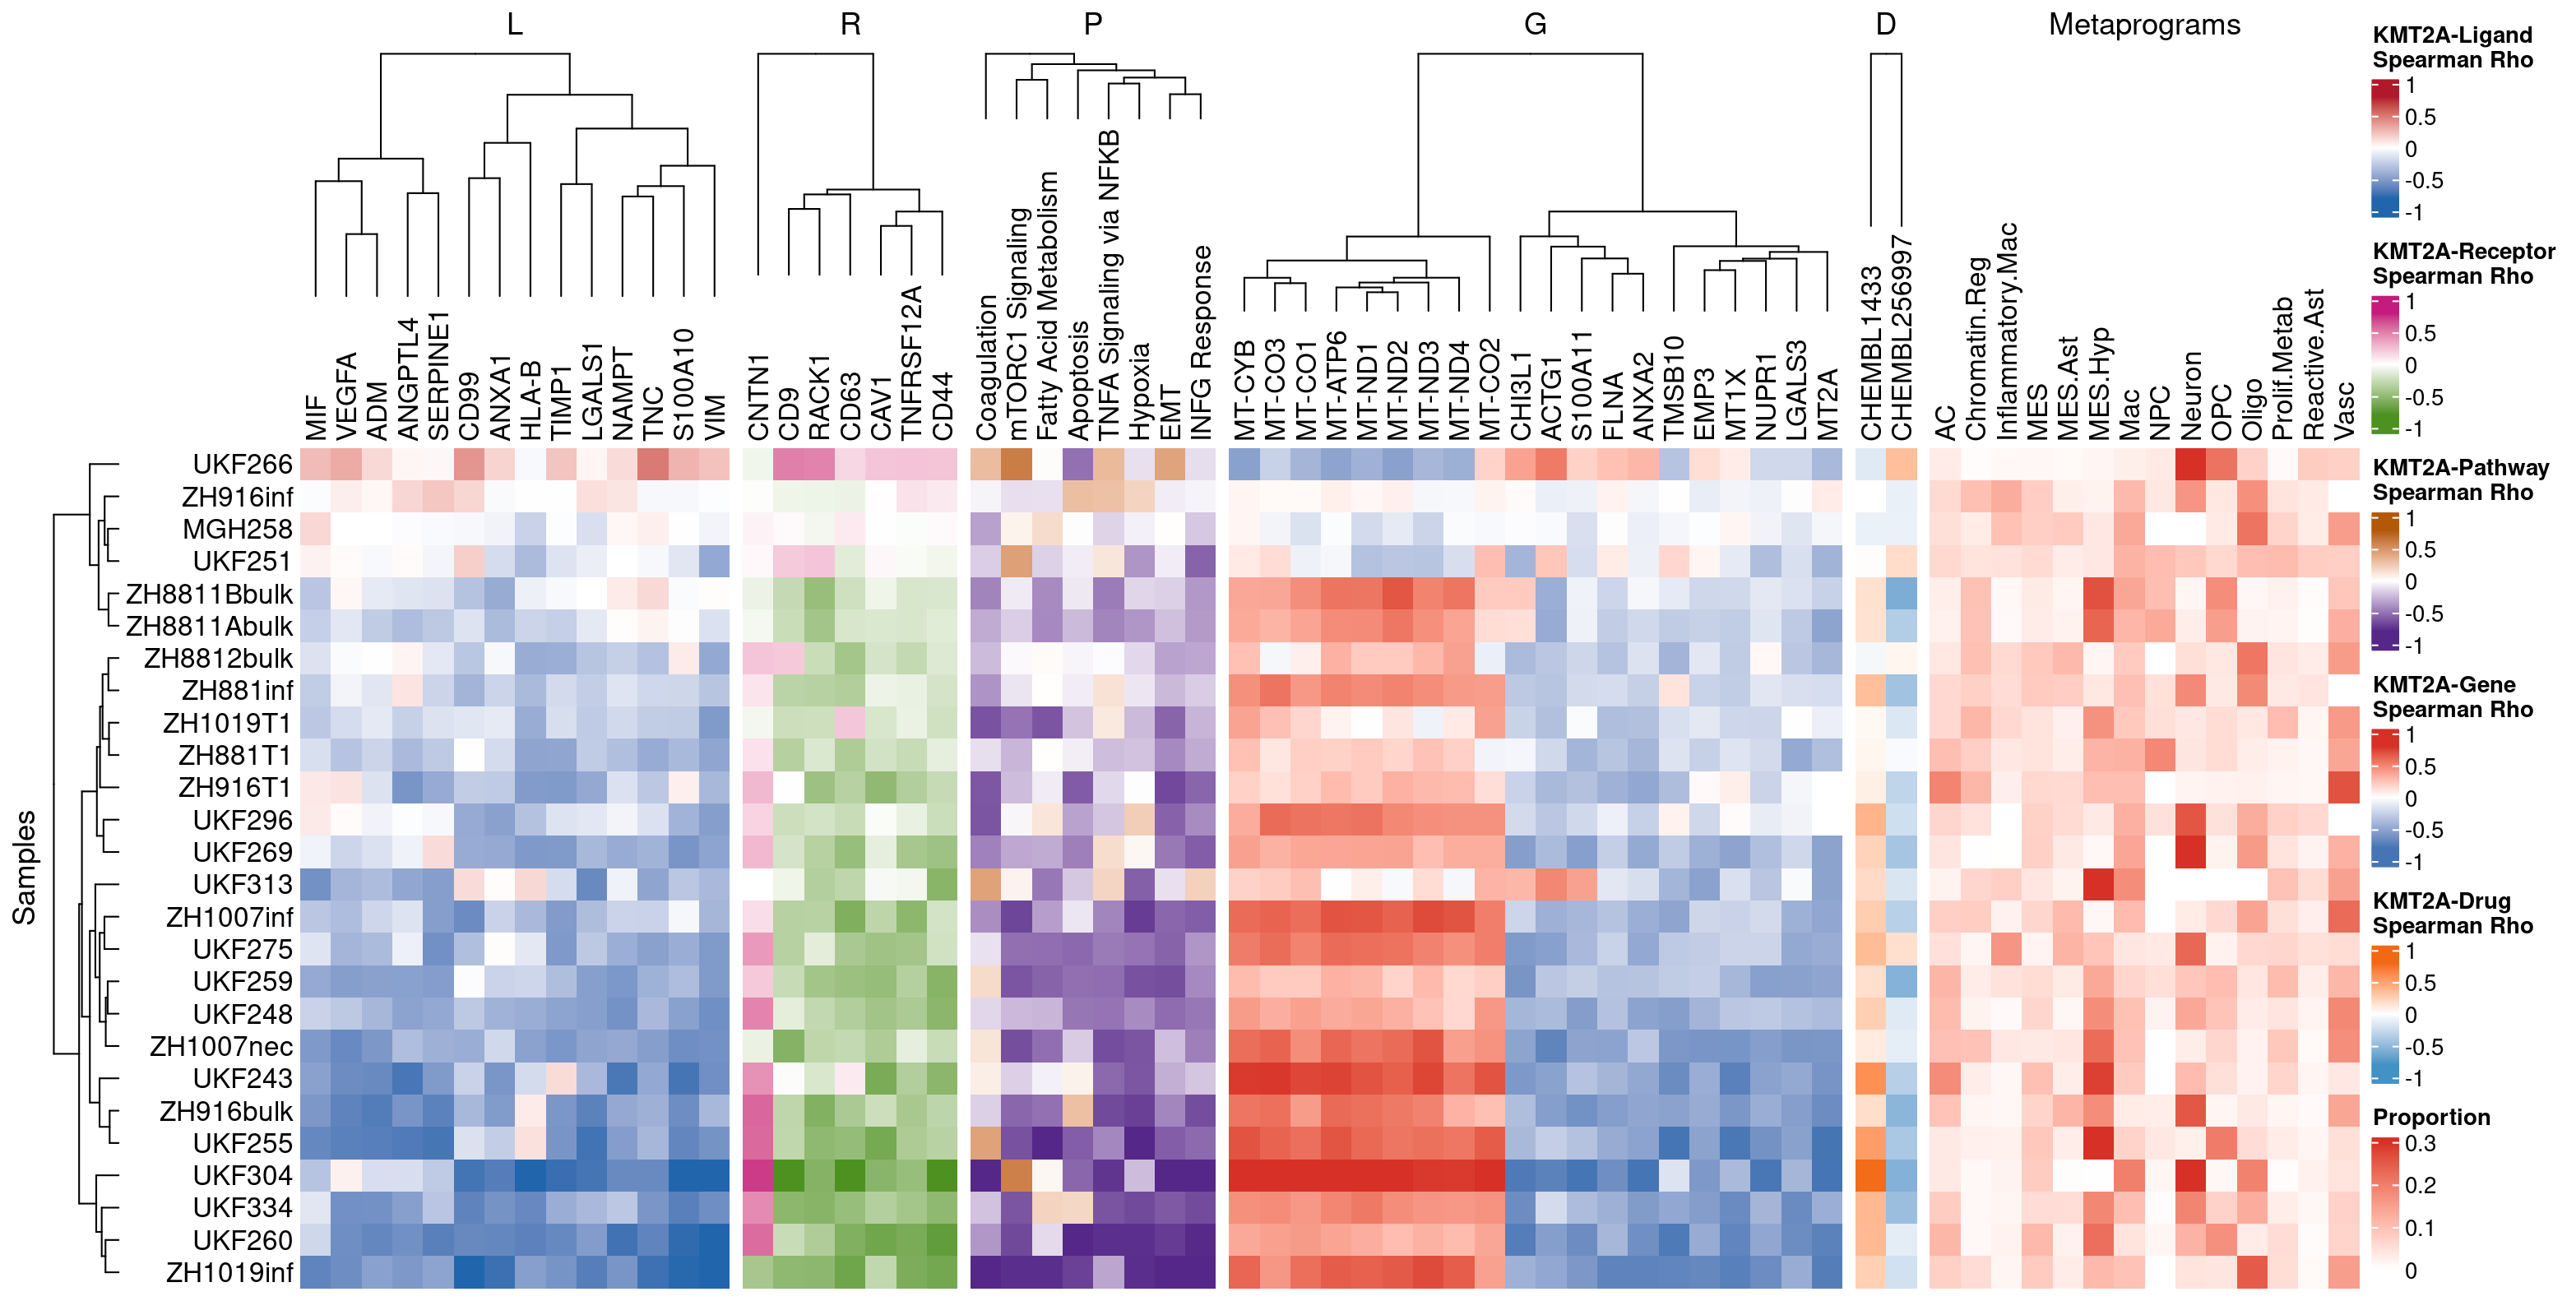 L
R
P
G
D
Metaprograms
MIF
VEGFA
ADM
ANGPTL4
SERPINE1
CD99
ANXA1
HLA-B
TIMP1
LGALS1
NAMPT
TNC
S100A10
VIM
CNTN1
CD9
RACK1
CD63
CAV1
TNFRSF12A
CD44
Coagulation
mTORC1 Signaling
Fatty Acid Metabolism
Apoptosis
TNFA Signaling via NFKB
Hypoxia
EMT
INFG Response
MT-CYB
MT-CO3
MT-CO1
MT-ATP6
MT-ND1
MT-ND2
MT-ND3
MT-ND4
MT-CO2
CHI3L1
ACTG1
S100A11
FLNA
ANXA2
TMSB10
EMP3
MT1X
NUPR1
LGALS3
MT2A
CHEMBL1433
CHEMBL256997
AC
Chromatin.Reg
Inflammatory.Mac
MES
MES.Ast
MES.Hyp
Mac
NPC
Neuron
OPC
Oligo
Prolif.Metab
Reactive.Ast
Vasc
Samples
UKF266
ZH916inf
MGH258
UKF251
ZH8811Bbulk
ZH8811Abulk
ZH8812bulk
ZH881inf
ZH1019T1
ZH881T1
ZH916T1
UKF296
UKF269
UKF313
ZH1007inf
UKF275
UKF259
UKF248
ZH1007nec
UKF243
ZH916bulk
UKF255
UKF304
UKF334
UKF260
ZH1019inf
KMT2A-Ligand
Spearman Rho
1
0.5
0
-0.5
-1
KMT2A-Receptor
Spearman Rho
1
0.5
0
-0.5
-1
KMT2A-Pathway
Spearman Rho
1
0.5
0
-0.5
-1
KMT2A-Gene
Spearman Rho
1
0.5
0
-0.5
-1
KMT2A-Drug
Spearman Rho
1
0.5
0
-0.5
-1
Proportion
0.3
0.2
0.1
0